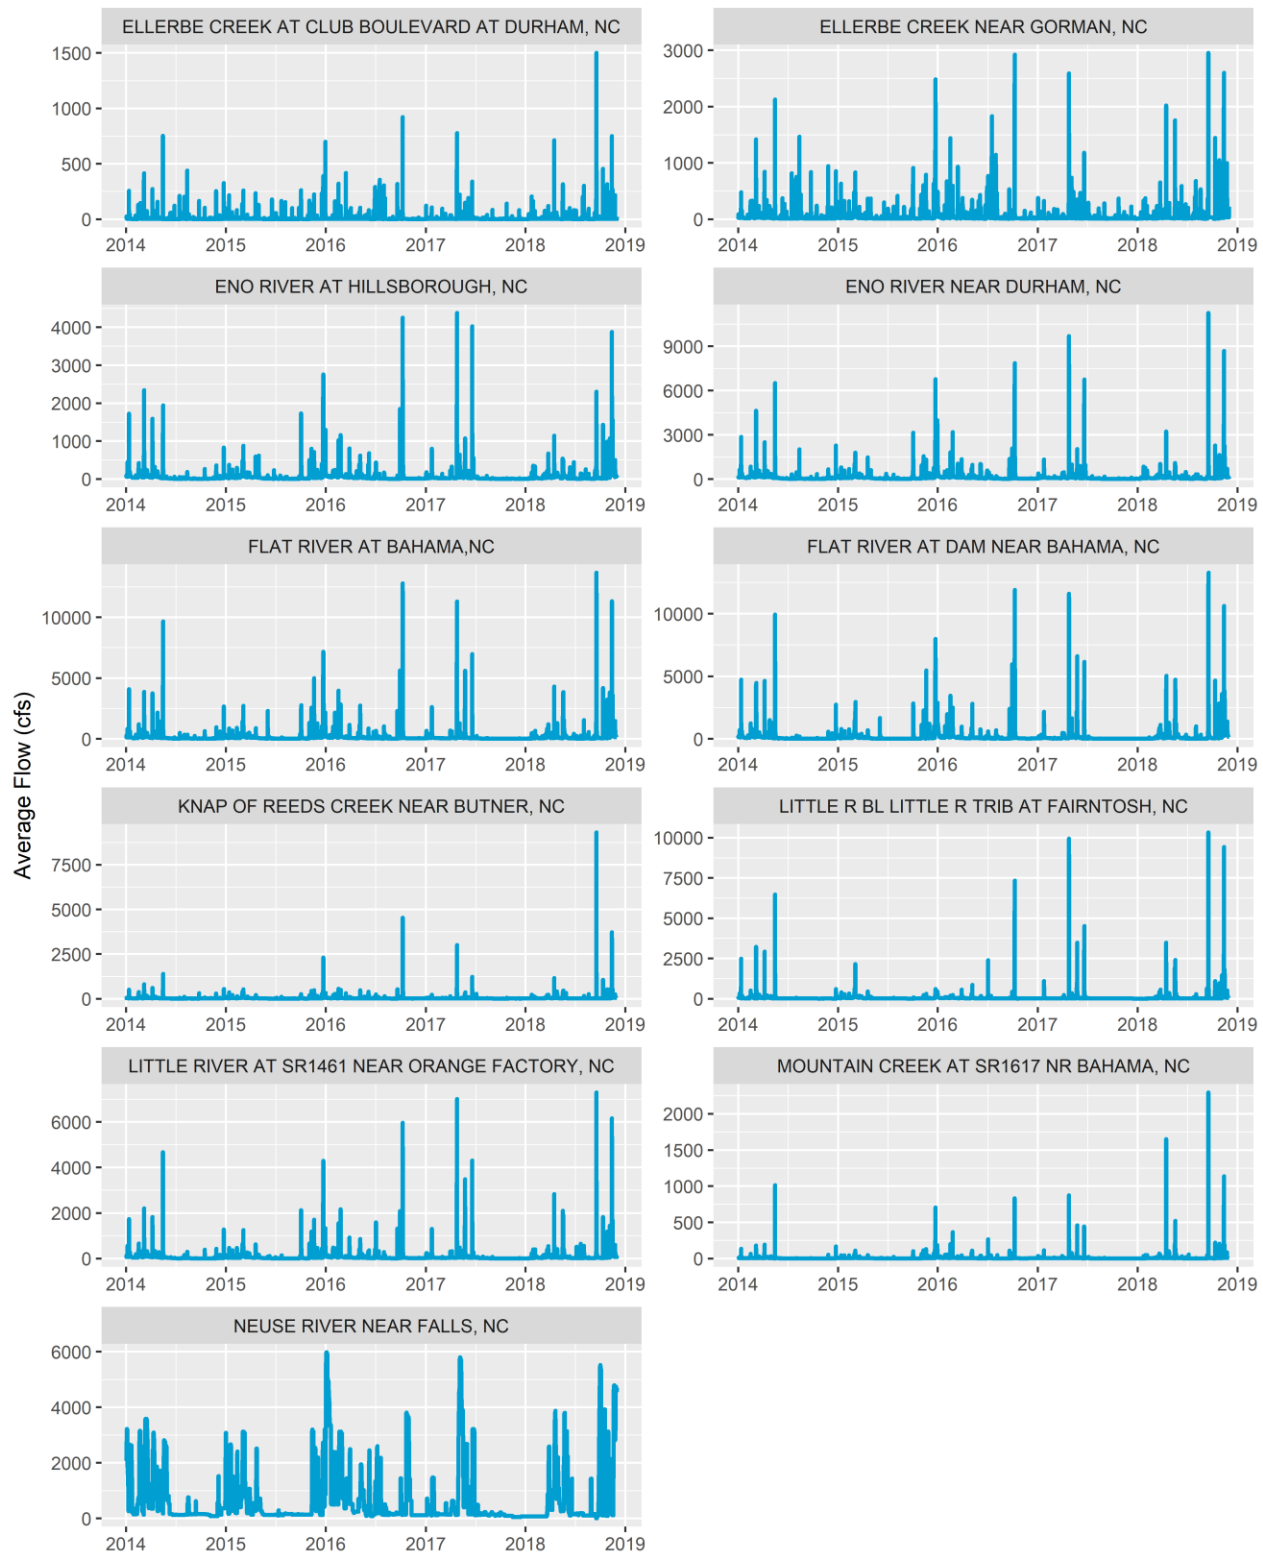 ELLERBE CREEK AT CLUB BOULEVARD AT DURHAM, NC
1500
1000
500
0
2014 2015 2016 2017 2018 2019
ELLERBE CREEK NEAR GORMAN, NC
3000
2000
1000
0
2014 2015 2016 2017 2018 2019
ENO RIVER AT HILLSBOROUGH, NC
4000
3000
2000
1000
0
2014 2015 2016 2017 2018 2019
ENO RIVER NEAR DURHAM, NC
9000
6000
3000
0
2014 2015 2016 2017 2018 2019
FLAT RIVER AT BAHAMA,NC
10000
5000
0
2014 2015 2016 2017 2018 2019
FLAT RIVER AT DAM NEAR BAHAMA, NC
10000
5000
0
2014 2015 2016 2017 2018 2019
Average Flow (cfs)
KNAP OF REEDS CREEK NEAR BUTNER, NC
7500
5000
2500
0
2014 2015 2016 2017 2018 2019
LITTLE R BL LITTLE R TRIB AT FAIRNTOSH, NC
10000
7500
5000
2500
0
2014 2015 2016 2017 2018 2019
LITTLE RIVER AT SR1461 NEAR ORANGE FACTORY, NC
6000
4000
2000
0
2014 2015 2016 2017 2018 2019
MOUNTAIN CREEK AT SR1617 NR BAHAMA, NC
2000
1500
1000
500
0
2014 2015 2016 2017 2018 2019
NEUSE RIVER NEAR FALLS, NC
6000
4000
2000
0
2014 2015 2016 2017 2018 2019